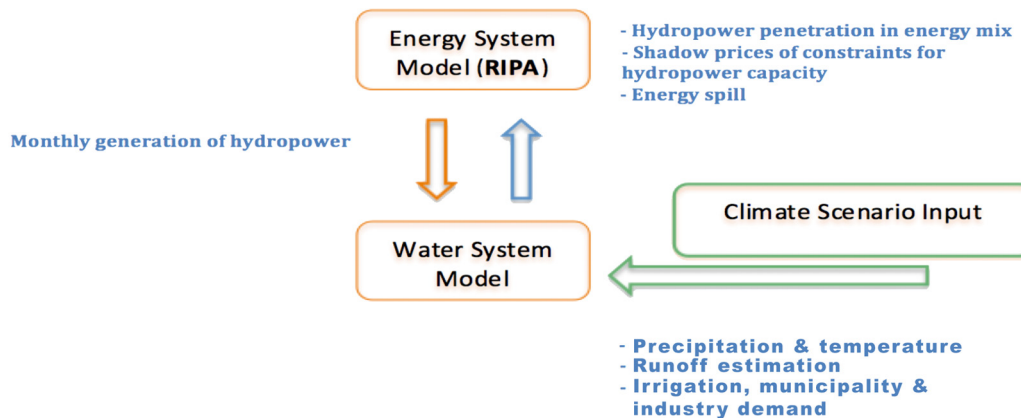 Energy System
Model (RIPA)
- Hydropower penetration in energy mix
- Shadow prices of constraints for
hydropower capacity
- Energy spill
Monthly generation of hydropower
Climate Scenario Input
Water System
Model
- Precipitation & temperature
- Runoff estimation
- Irrigation, municipality &
industry demand